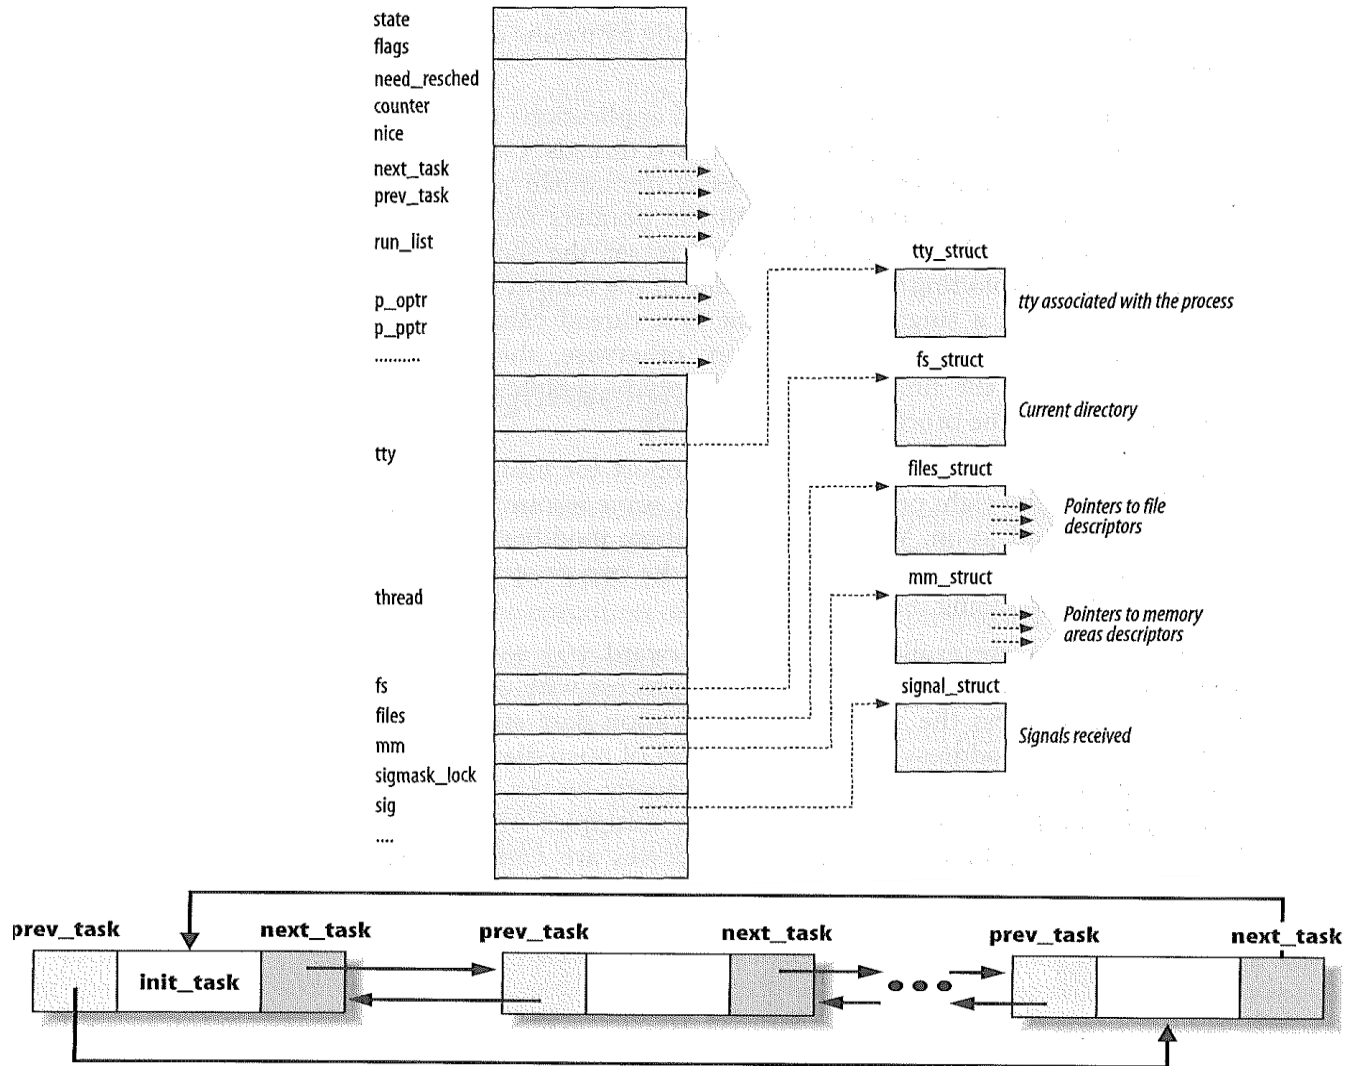 state
flags
need_resched
counter
nice
next_task
prev_task
run_list
p_optr
p_pptr
..........
tty
thread
fs
files
mm
sigmask_lock
sig
....
tty_struct
tty associated with the process
fs_struct
Current directory
files_struct
Pointers to file
descriptors
mm_struct
Pointers to memory
areas descriptors
signal_struct
Signals received
prev_task
next_task
prev_task
next_task
prev_task
next_task
init_task